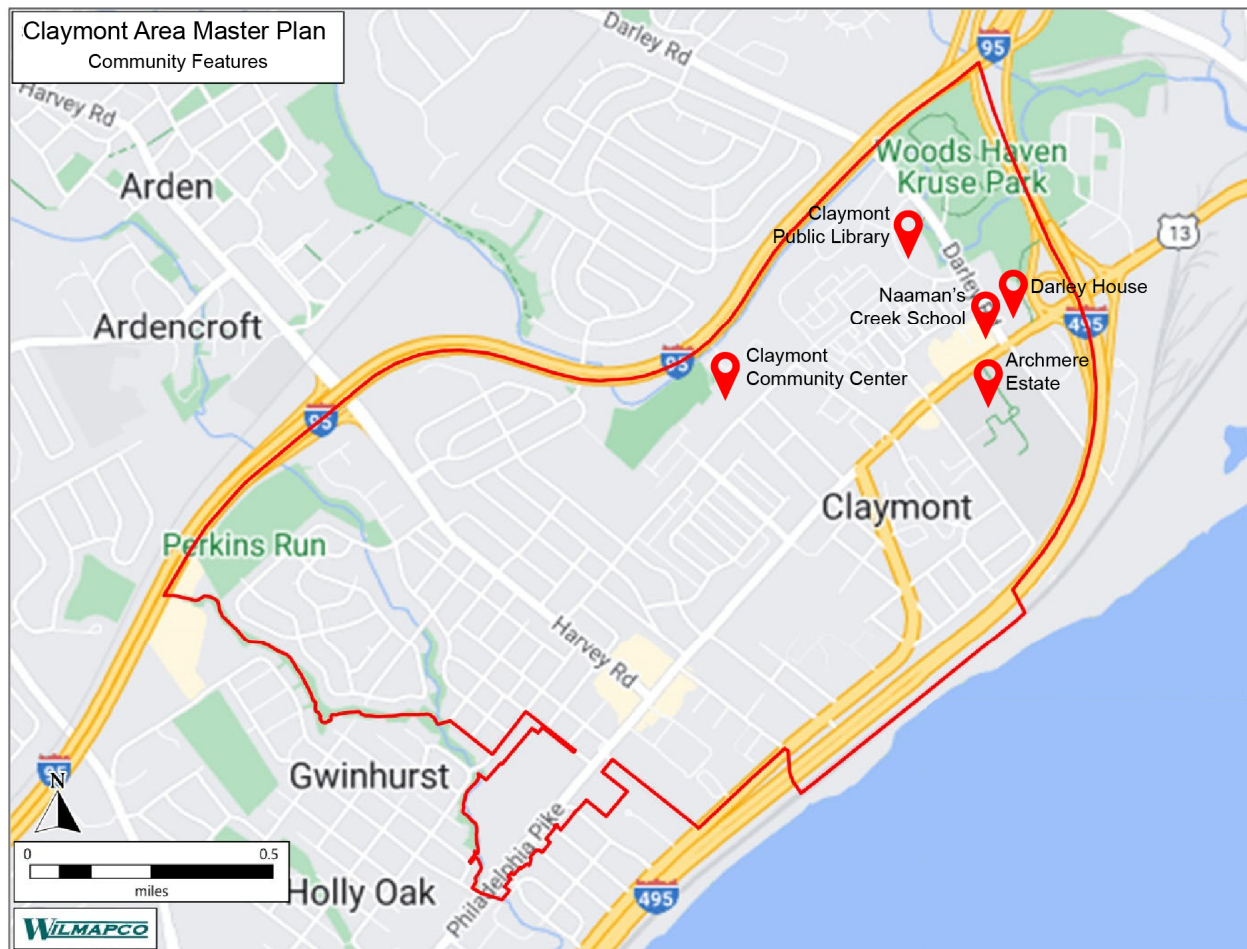 Claymont Area Master Plan
Community Features
Darley Rd
95
Harvey Rd
Arden
Woods Haven
Kruse Park
Claymont
Public Library
13
Darley Rd
Darley House
Naaman's
Creek School
Ardencroft
495
95
Claymont
Community Center
Archmere
Estate
95
Claymont
Perkins Run
Harvey Rd
Gwinhurst
95
N
Philadelphia Pike
0 0.5
miles
Holly Oak
495
WILMAPCO